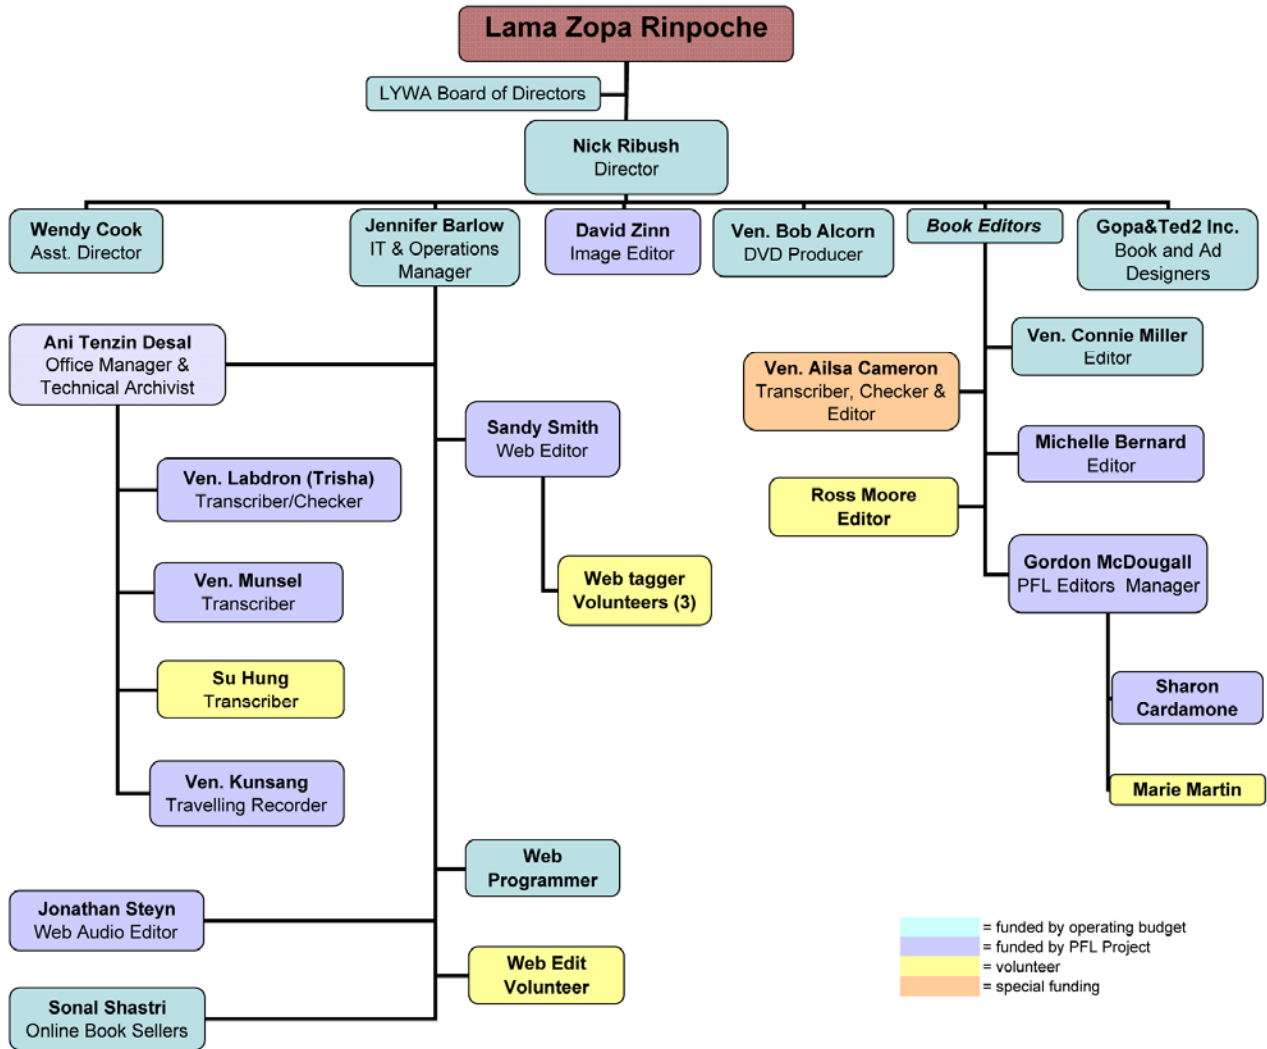 Lama Zopa Rinpoche
LYWA Board of Directors
Nick Ribush
Director
Wendy Cook
Asst. Director
Jennifer Barlow
IT & Operations
Manager
David Zinn
Image Editor
Ven. Bob Alcorn
DVD Producer
Book Editors
Gopa&Ted2 Inc.
Book and Ad
Designers
Ani Tenzin Desal
Office Manager &
Technical Archivist
Ven. Labdron (Trisha)
Transcriber/Checker
Ven. Munsel
Transcriber
Su Hung
Transcriber
Ven. Kunsang
Travelling Recorder
Sandy Smith
Web Editor
Web tagger
Volunteers (3)
Web
Programmer
Jonathan Steyn
Web Audio Editor
Web Edit
Volunteer
Sonal Shastri
Online Book Sellers
Ven. Connie Miller
Editor
Ven. Ailsa Cameron
Transcriber, Checker &
Editor
Michelle Bernard
Editor
Ross Moore
Editor
Gordon McDougall
PFL Editors Manager
Sharon
Cardamone
Marie Martin
= funded by operating budget
= funded by PFL Project
= volunteer
= special funding